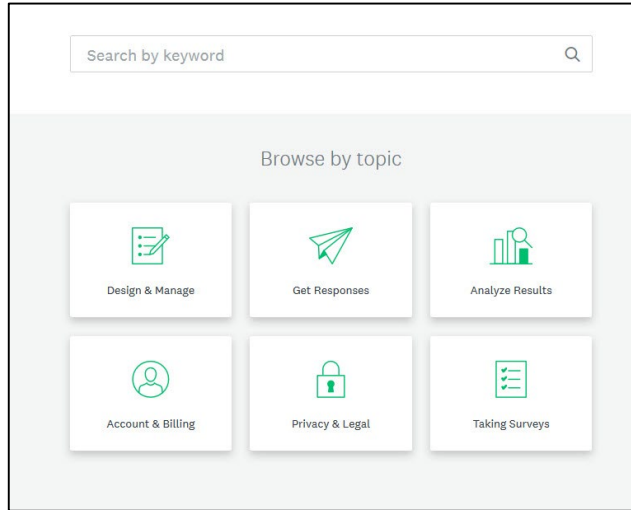 Search by keyword
Browse by topic
Design & Manage
Get Responses
Analyze Results
Account & Billing
Privacy & Legal
Taking Surveys